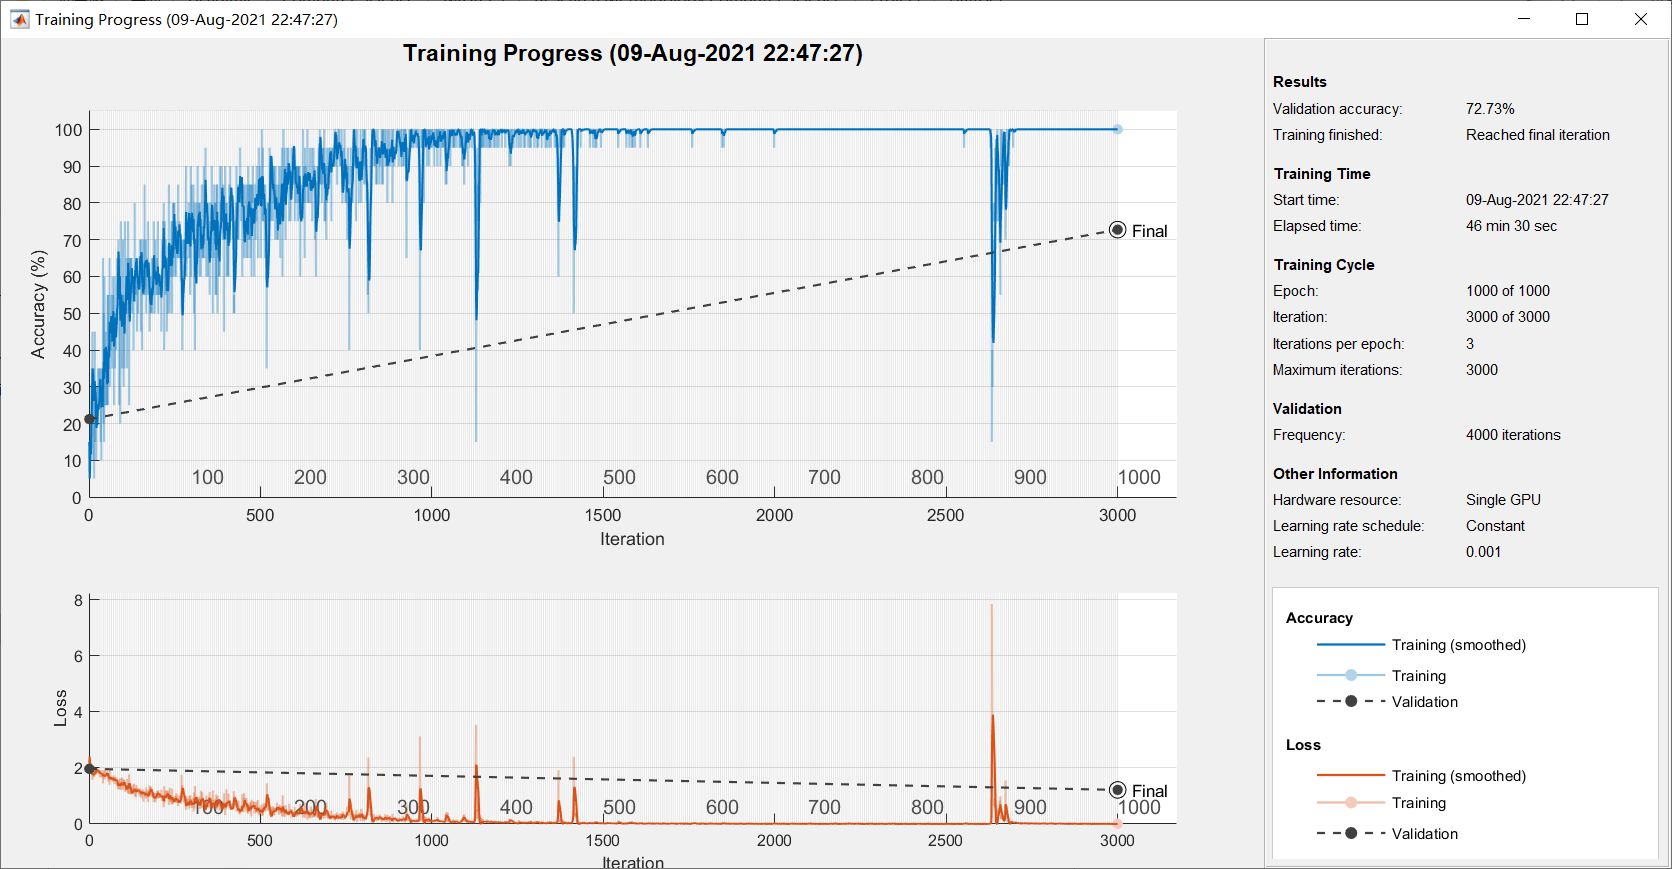 Training Progress (09-Aug-2021 22:47:27)
Training Progress (09-Aug-2021 22:47:27)
Accuracy (%)
100
90
80
70
60
50
40
30
20
10
0
Final
100 200 300 400 500 600 700 800 900 1000
0 500 1000 1500 2000 2500 3000
Iteration
Loss
8
6
4
2
0
Final
100 200 300 400 500 600 700 800 900 1000
0 500 1000 1500 2000 2500 3000
Iteration
Results
Validation accuracy: 72.73%
Training finished: Reached final iteration
Training Time
Start time: 09-Aug-2021 22:47:27
Elapsed time: 46 min 30 sec
Training Cycle
Epoch: 1000 of 1000
Iteration: 3000 of 3000
Iterations per epoch: 3
Maximum iterations: 3000
Validation
Frequency: 4000 iterations
Other Information
Hardware resource: Single GPU
Learning rate schedule: Constant
Learning rate: 0.001
Accuracy
Training (smoothed)
Training
Validation
Loss
Training (smoothed)
Training
Validation